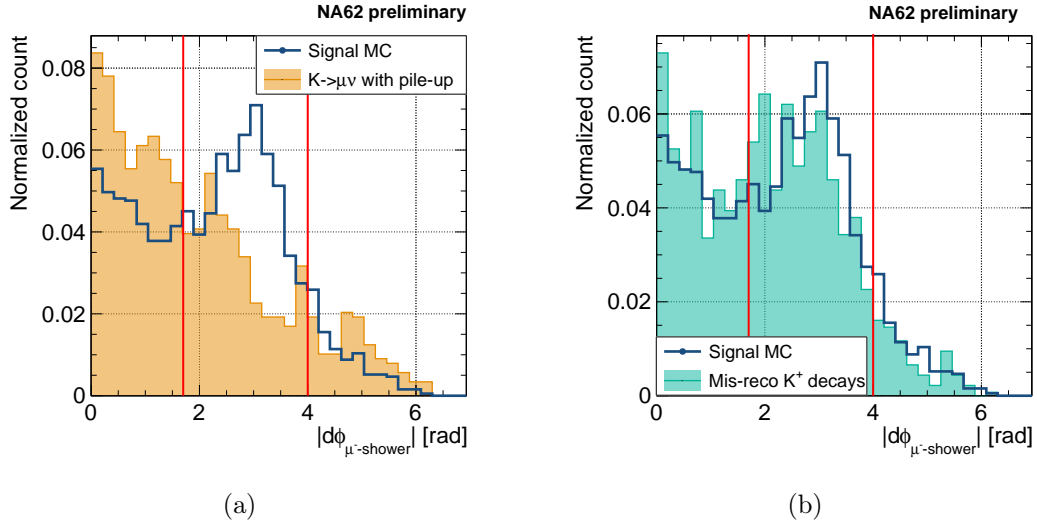 NA62 preliminary
Normalized count
0.08
0.06
0.04
0.02
0
Signal MC
K->μν with pile-up
0 2 4 6
|dϕμ⁻-shower| [rad]
(a)
NA62 preliminary
Normalized count
0.06
0.04
0.02
0
Signal MC
Mis-reco K⁺ decays
0 2 4 6
|dϕμ⁻-shower| [rad]
(b)